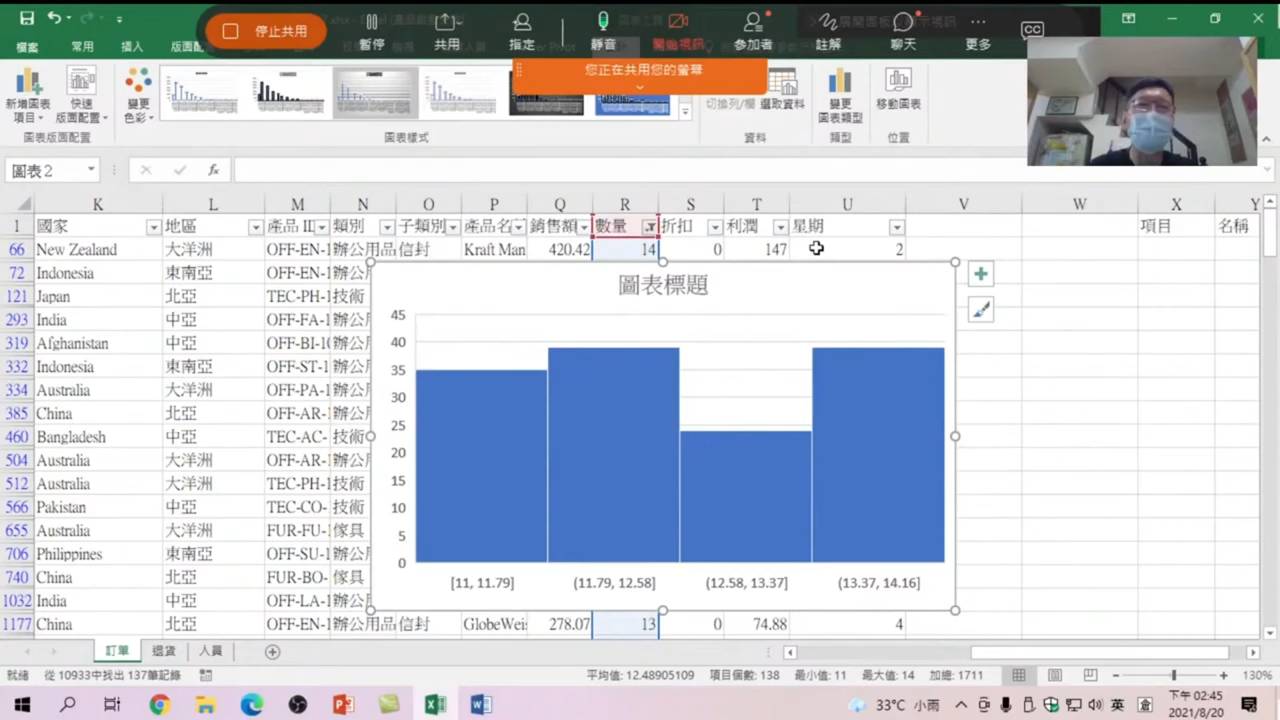 停止共用
暫停
共用
指定
靜音
開始視訊
參加者
註解
聊天
更多
CC
您正在共用您的螢幕
檔案
常用
插入
新增圖表項目
快速版面配置
變更色彩
切換列/欄
選取資料
變更圖表類型
移動圖表
圖表版面配置
圖表樣式
資料
類型
位置
圖表2
fx
K L M N O P Q R S T U V W X Y
1 國家 地區 產品 ID 類別 子類別 產品名 銷售額 數量 折扣 利潤 星期 項目 名稱
66 New Zealand 大洋洲 OFF-EN-1 辦公用品 信封 Kraft Man 420.42 14 0 147 2
72 Indonesia 東南亞 OFF-EN-1 辦公用
121 Japan 北亞 TEC-PH-1 技術
293 India 中亞 OFF-FA-1 辦公用
319 Afghanistan 中亞 OFF-BI-10 辦公用
332 Indonesia 東南亞 OFF-ST-1 辦公用
334 Australia 大洋洲 OFF-PA-1 辦公用
385 China 北亞 OFF-AR-1 辦公用
460 Bangladesh 中亞 TEC-AC- 技術
504 Australia 大洋洲 OFF-AR-1 辦公用
512 Australia 大洋洲 TEC-PH-1 技術
566 Pakistan 中亞 TEC-CO- 技術
655 Australia 大洋洲 FUR-FU-1 傢具
706 Philippines 東南亞 OFF-SU-1 辦公用
740 China 北亞 FUR-BO- 傢具
1032 India 中亞 OFF-LA-1 辦公用
1177 China 北亞 OFF-EN-1 辦公用品 信封 GlobeWeis 278.07 13 0 74.88 4
圖表標題
45
40
35
30
25
20
15
10
5
0
[11, 11.79] (11.79, 12.58] (12.58, 13.37] (13.37, 14.16]
訂單 退貨 人員
就緒 從 10933中找出 137筆記錄 平均值: 12.48905109 項目個數: 138 最小值: 11 最大值: 14 加總: 1711 130%
33°C 小雨 英 下午 02:45
2021/8/20